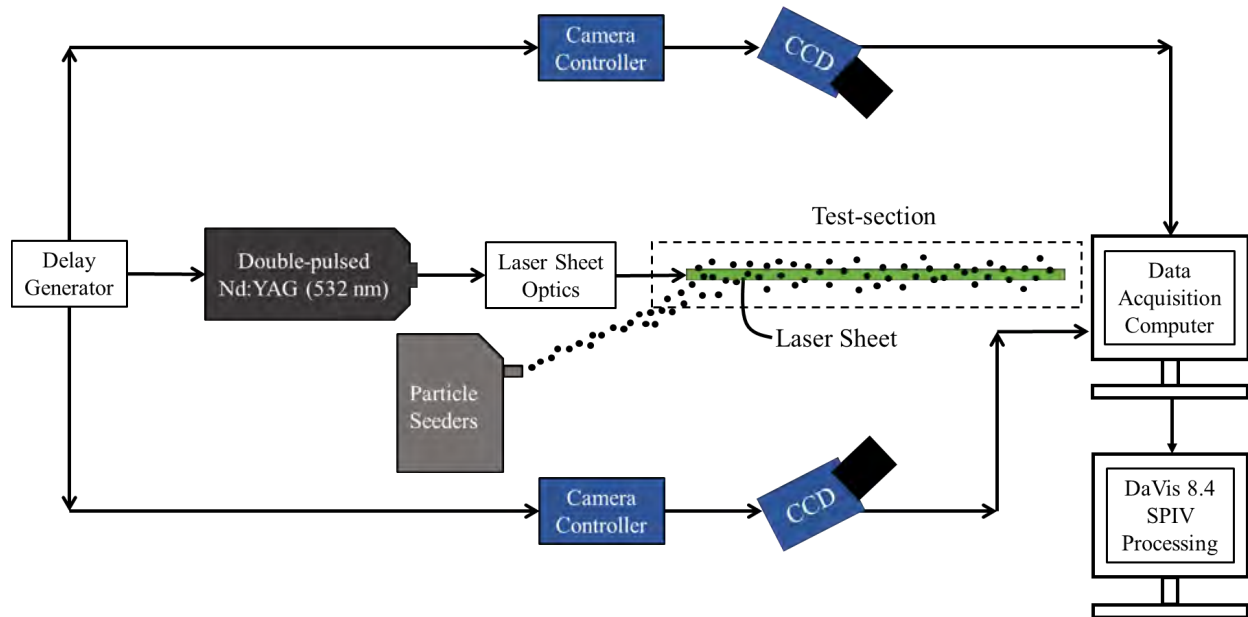 Camera
Controller
CCD
Test-section
Delay
Generator
Double-pulsed
Nd:YAG (532 nm)
Laser Sheet
Optics
Data
Acquisition
Computer
Laser Sheet
Particle
Seeders
Camera
Controller
CCD
DaVis 8.4
SPIV
Processing